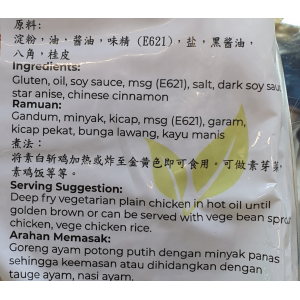 原料:
淀粉，油，醬油，味精 (E621)，盐，黑醬油，
八角，桂皮
Ingredients:
Gluten, oil, soy sauce, msg (E621), salt, dark soy sauc
star anise, chinese cinnamon
Ramuan:
Gandum, minyak, kicap, msg (E621), garam,
kicap pekat, bunga lawang, kayu manis
煮法:
将素白斩鸡加热或炸至金黄色即可食用。可做素芽菜
素鸡饭等等。
Serving Suggestion:
Deep fry vegetarian plain chicken in hot oil until
golden brown or can be served with vege bean spro
chicken, vege chicken rice.
Arahan Memasak:
Goreng ayam potong putih dengan minyak panas
sehingga keemasan atau dihidangkan dengan
tauge ayam, nasi ayam.